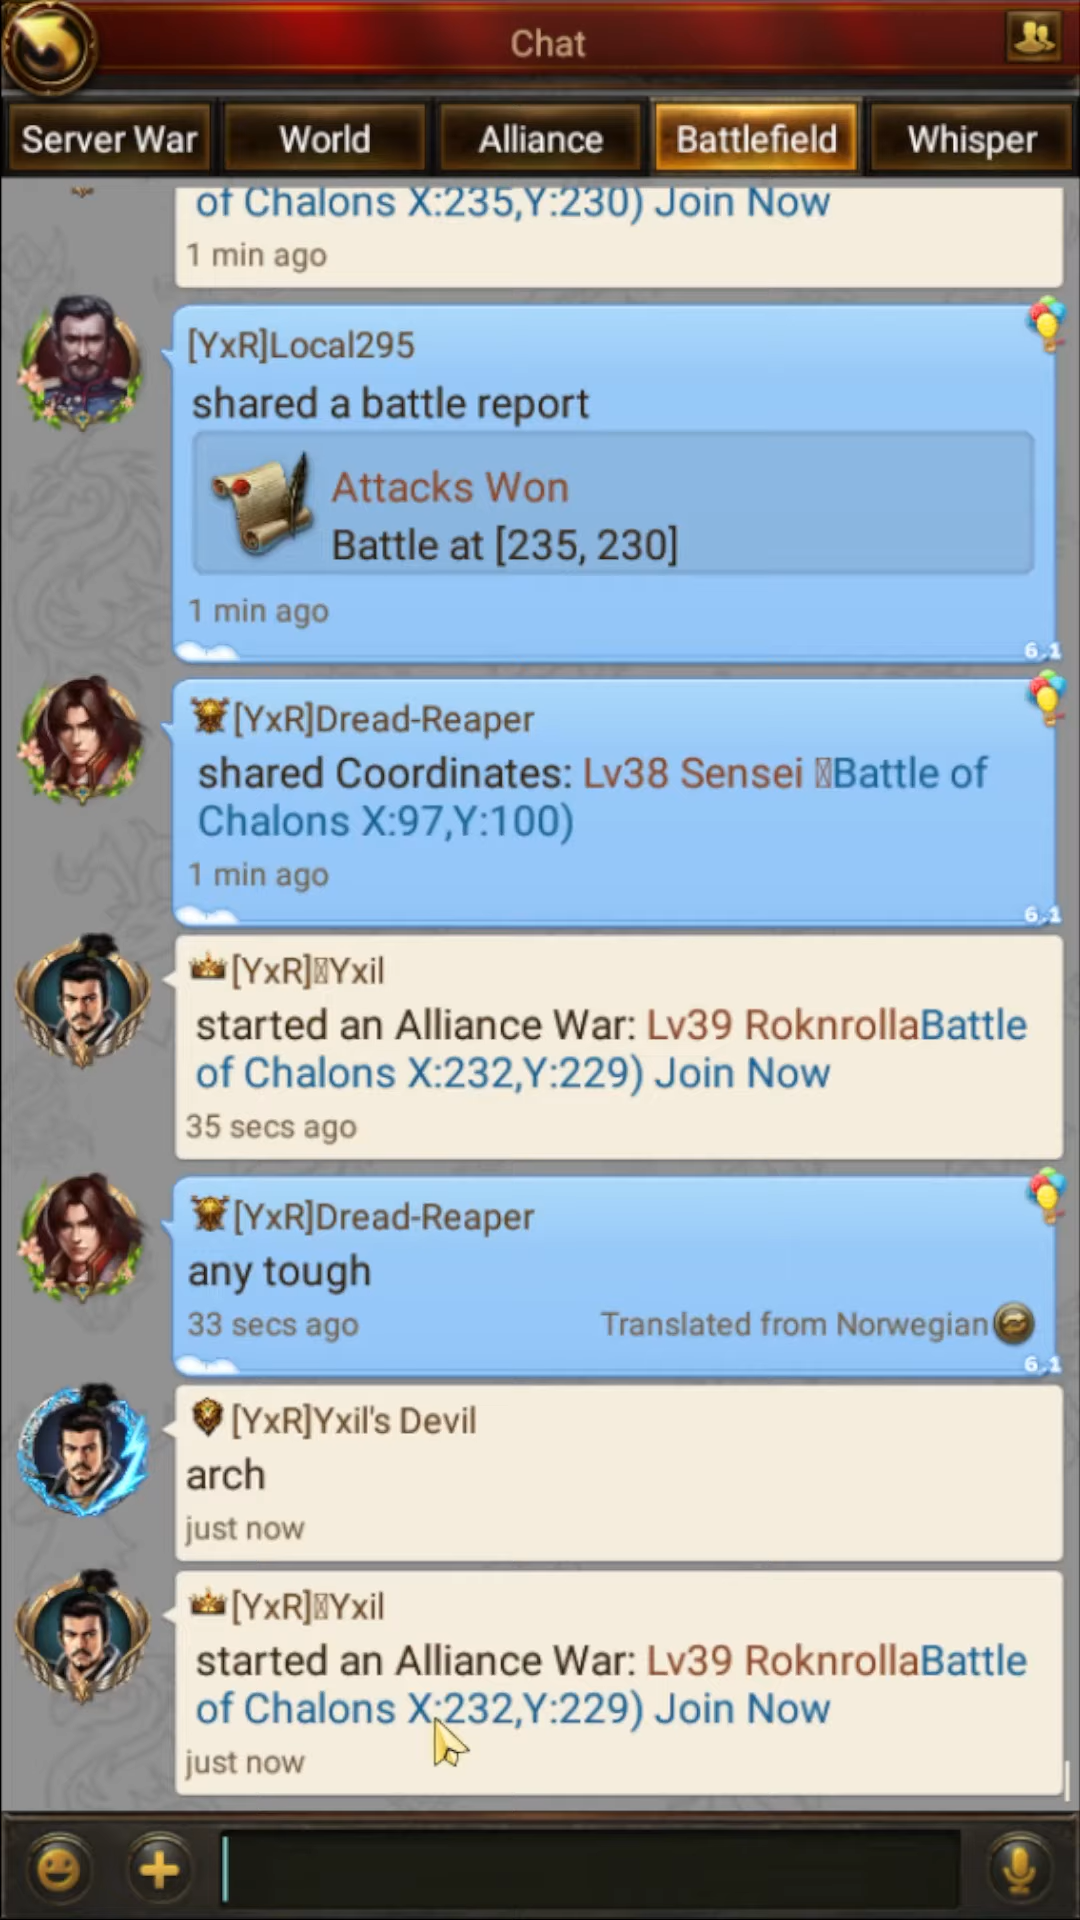 Chat
Server War
World
Alliance
Battlefield
Whisper
of Chalons X:235,Y:230) Join Now
1 min ago
[YxR]Local295
shared a battle report
Attacks Won
Battle at [235, 230]
1 min ago
6.1
[YxR]Dread-Reaper
shared Coordinates: Lv38 Sensei Battle of
Chalons X:97,Y:100)
1 min ago
6.1
[YxR]Yxil
started an Alliance War: Lv39 RoknrollaBattle
of Chalons X:232,Y:229) Join Now
35 secs ago
[YxR]Dread-Reaper
any tough
33 secs ago
Translated from Norwegian
6.1
[YxR]Yxil's Devil
arch
just now
[YxR]Yxil
started an Alliance War: Lv39 RoknrollaBattle
of Chalons X:232,Y:229) Join Now
just now